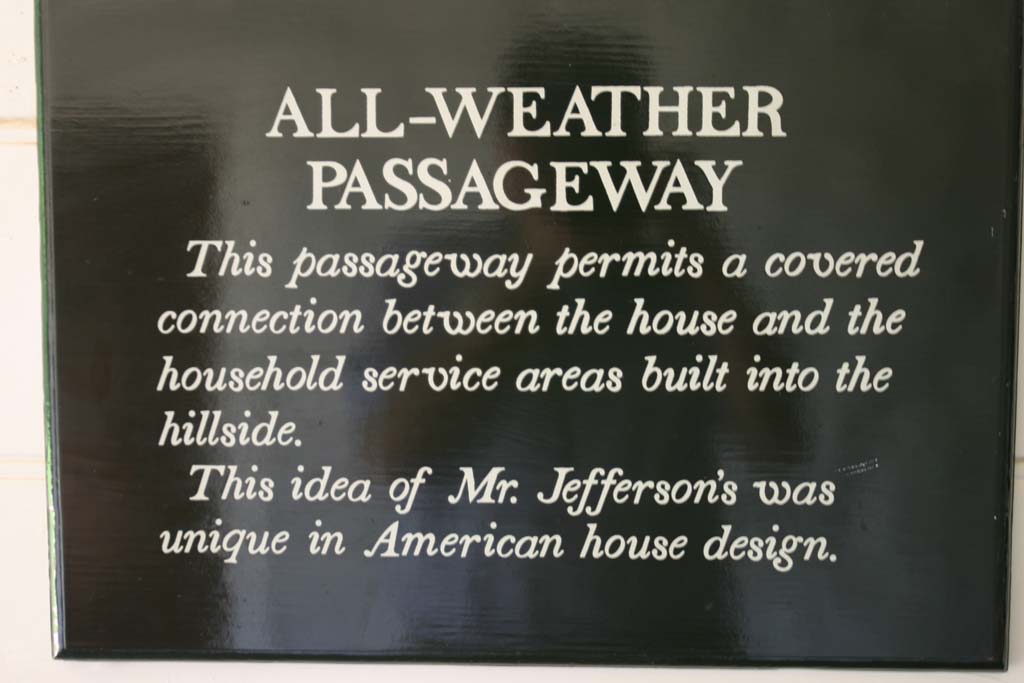 ALL-WEATHER
PASSAGEWAY
This passageway permits a covered
connection between the house and the
household service areas built into the
hillside.
This idea of Mr. Jefferson's was
unique in American house design.